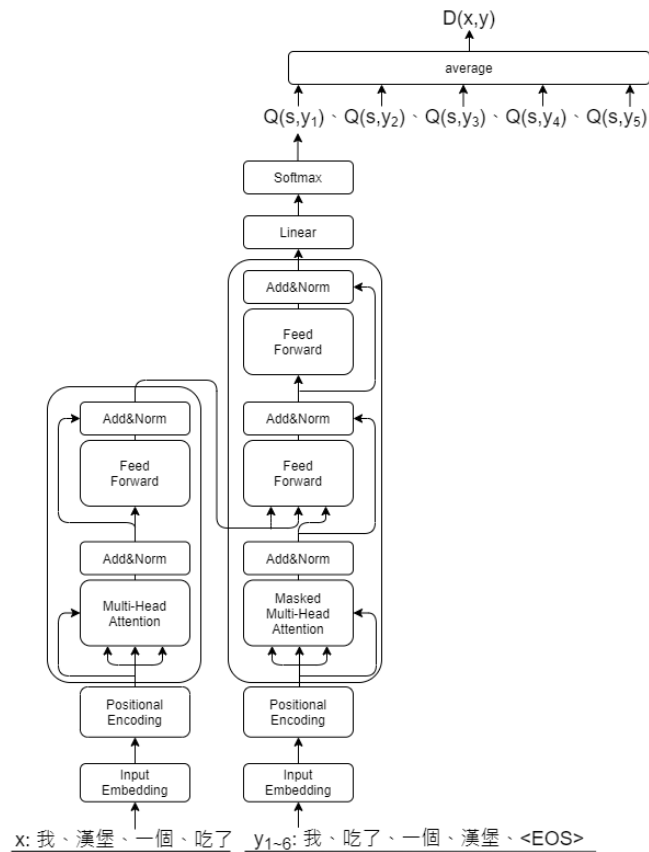 D(x,y)
average
Q(s,y₁)、Q(s,y₂)、Q(s,y₃)、Q(s,y₄)、Q(s,y₅)
Softmax
Linear
Add&Norm
Feed
Forward
Add&Norm
Feed
Forward
Add&Norm
Masked
Multi-Head
Attention
Positional
Encoding
Input
Embedding
Add&Norm
Feed
Forward
Add&Norm
Multi-Head
Attention
Positional
Encoding
Input
Embedding
x: 我、漢堡、一個、吃了
y₁~₆: 我、吃了、一個、漢堡、<EOS>